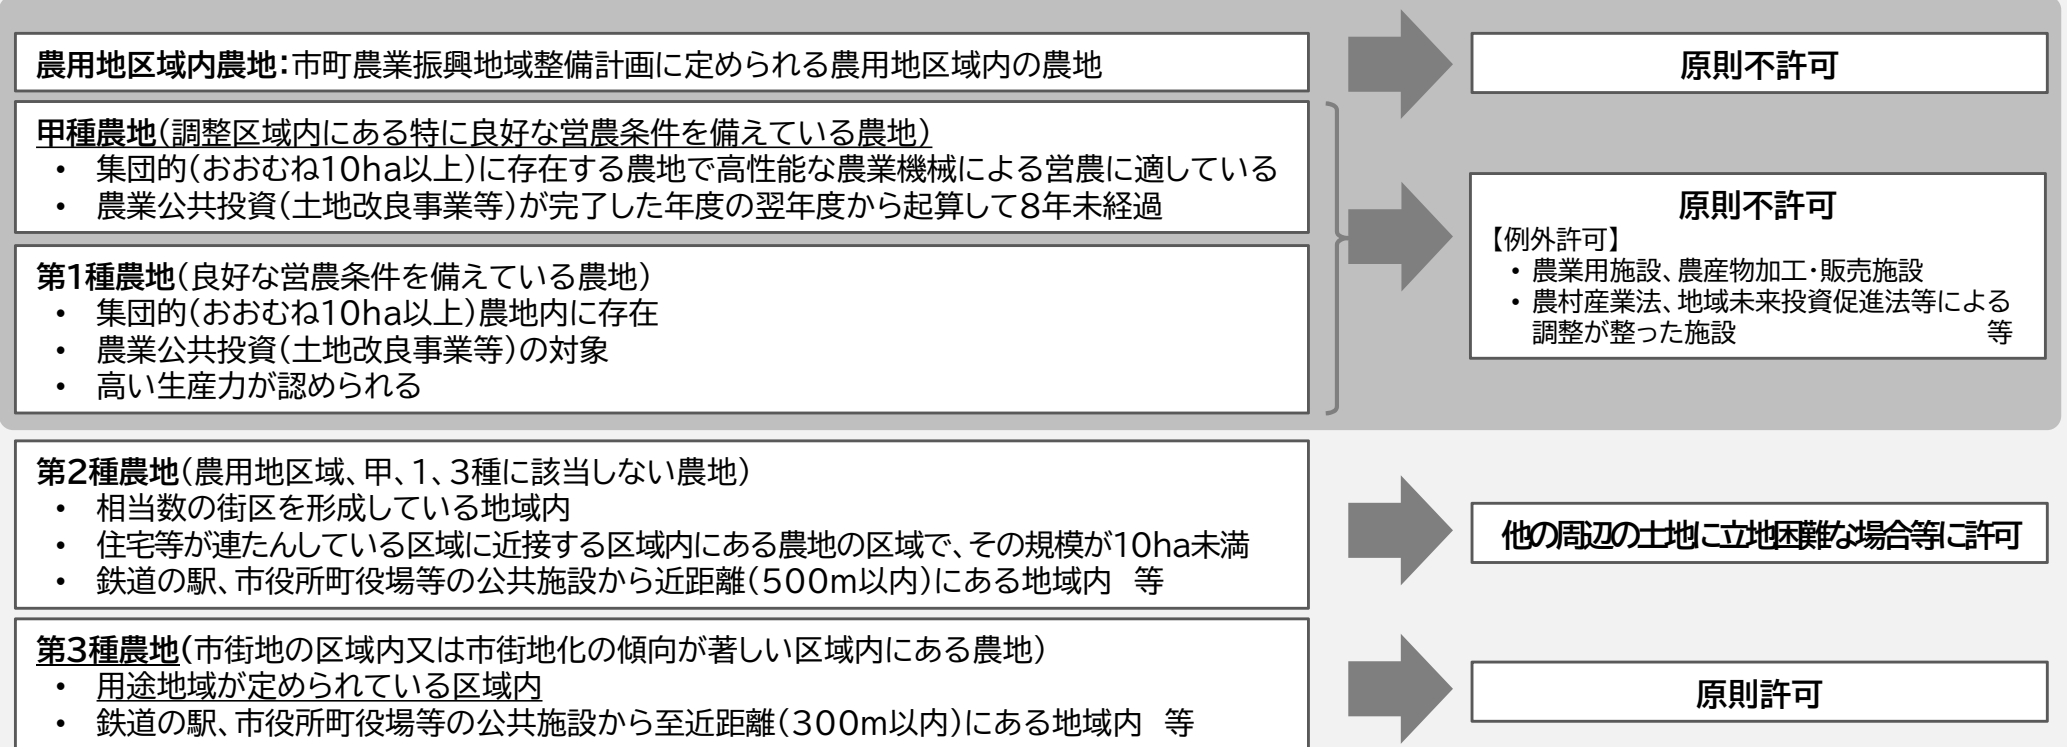 農用地区域内農地：市町農業振興地域整備計画に定められる農用地区域内の農地
原則不許可
甲種農地（調整区域内にある特に良好な営農条件を備えている農地）
• 集団的（おおむね10ha以上）に存在する農地で高性能な農業機械による営農に適している
• 農業公共投資（土地改良事業等）が完了した年度の翌年度から起算して8年未経過
第1種農地（良好な営農条件を備えている農地）
• 集団的（おおむね10ha以上）農地内に存在
• 農業公共投資（土地改良事業等）の対象
• 高い生産力が認められる
原則不許可
【例外許可】
• 農業用施設、農産物加工・販売施設
• 農村産業法、地域未来投資促進法等による
調整が整った施設 等
第2種農地（農用地区域、甲、1、3種に該当しない農地）
• 相当数の街区を形成している地域内
• 住宅等が連たんしている区域に近接する区域内にある農地の区域で、その規模が10ha未満
• 鉄道の駅、市役所町役場等の公共施設から近距離（500m以内）にある地域内 等
他の周辺の土地に立地困難な場合等に許可
第3種農地（市街地の区域内又は市街地化の傾向が著しい区域内にある農地）
• 用途地域が定められている区域内
• 鉄道の駅、市役所町役場等の公共施設から至近距離（300m以内）にある地域内 等
原則許可